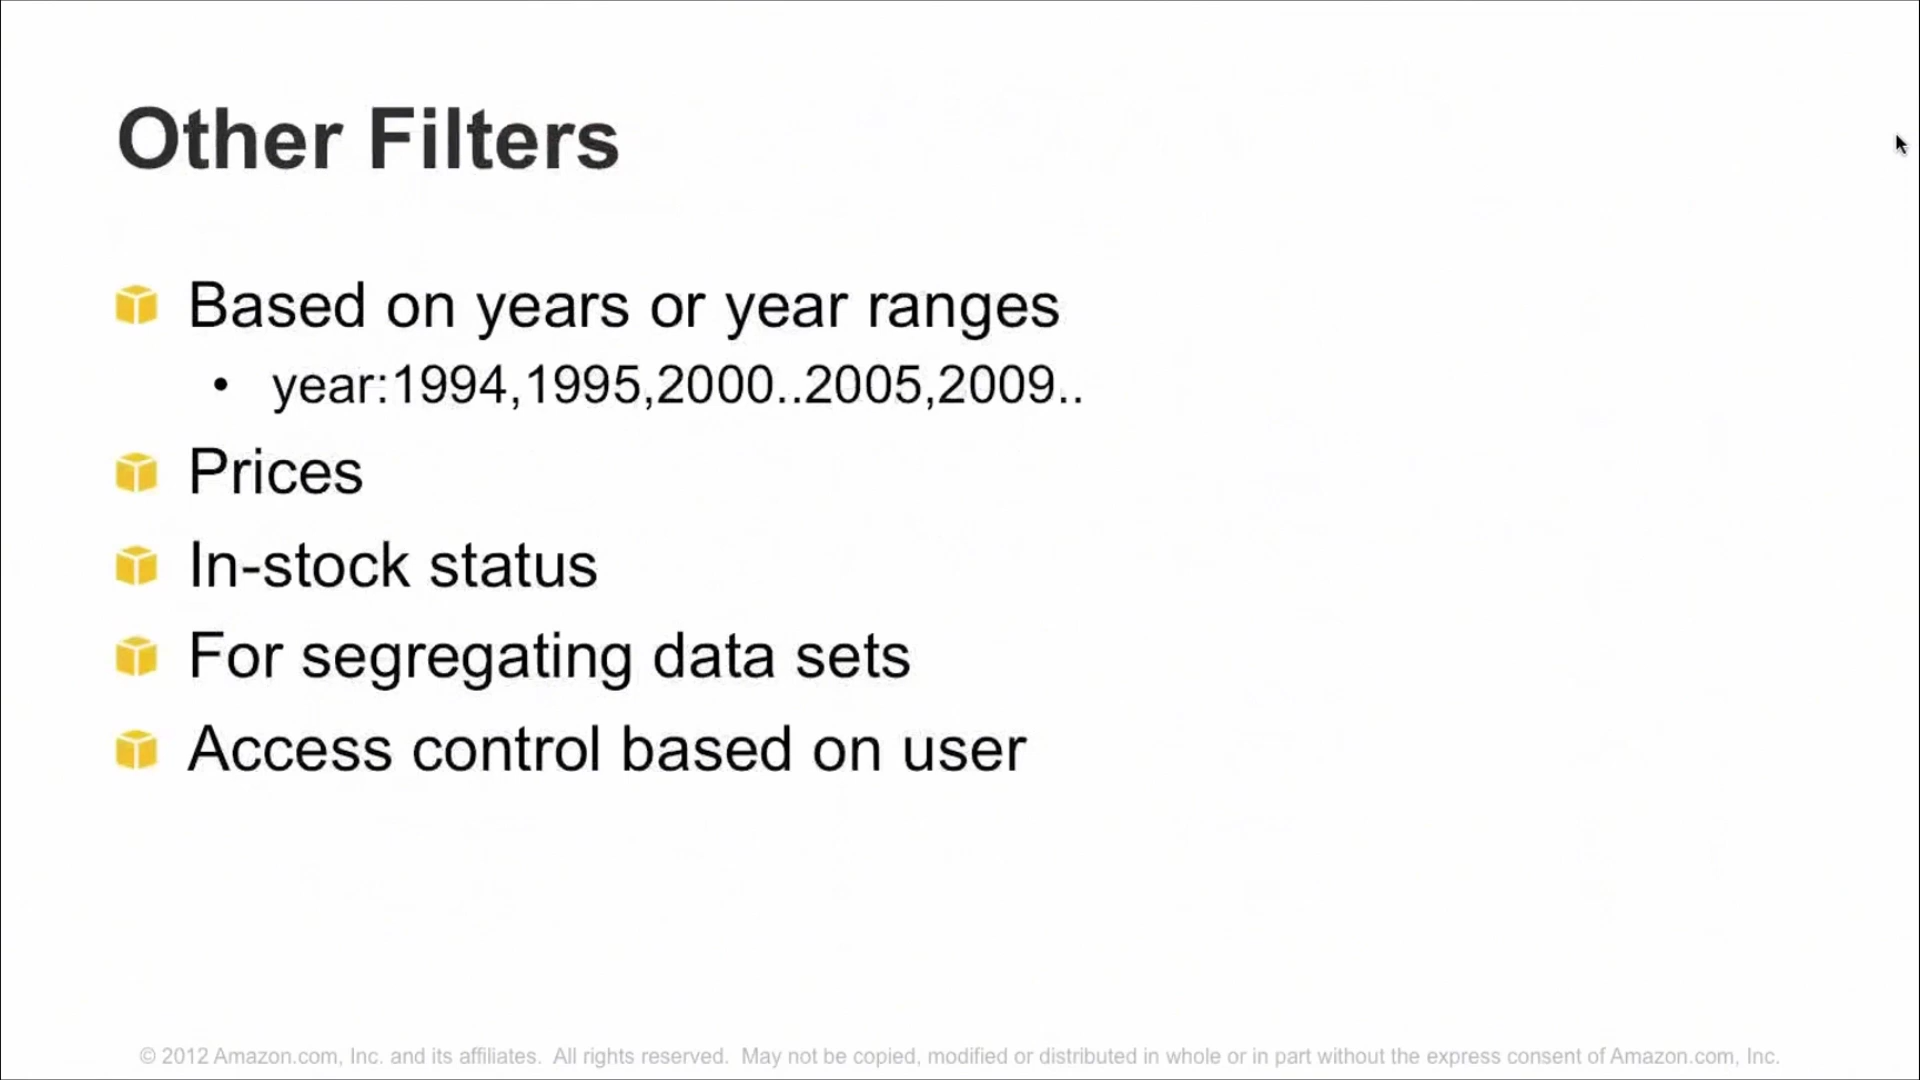 Other Filters
Based on years or year ranges
• year:1994,1995,2000..2005,2009..
Prices
In-stock status
For segregating data sets
Access control based on user
© 2012 Amazon.com, Inc. and its affiliates. All rights reserved. May not be copied, modified or distributed in whole or in part without the express consent of Amazon.com, Inc.